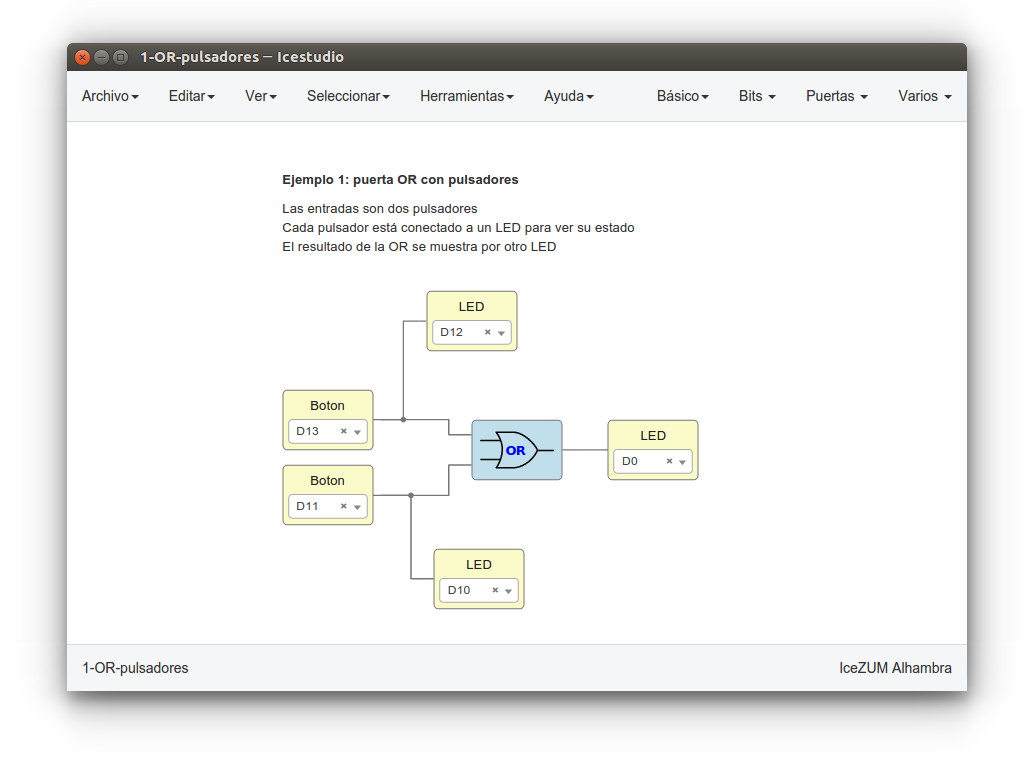 1-OR-pulsadores — Icestudio
Archivo Editar Ver Seleccionar Herramientas Ayuda Básico Bits Puertas Varios
Ejemplo 1: puerta OR con pulsadores
Las entradas son dos pulsadores
Cada pulsador está conectado a un LED para ver su estado
El resultado de la OR se muestra por otro LED
LED
D12
Boton
D13
OR
LED
D0
Boton
D11
LED
D10
1-OR-pulsadores IceZUM Alhambra